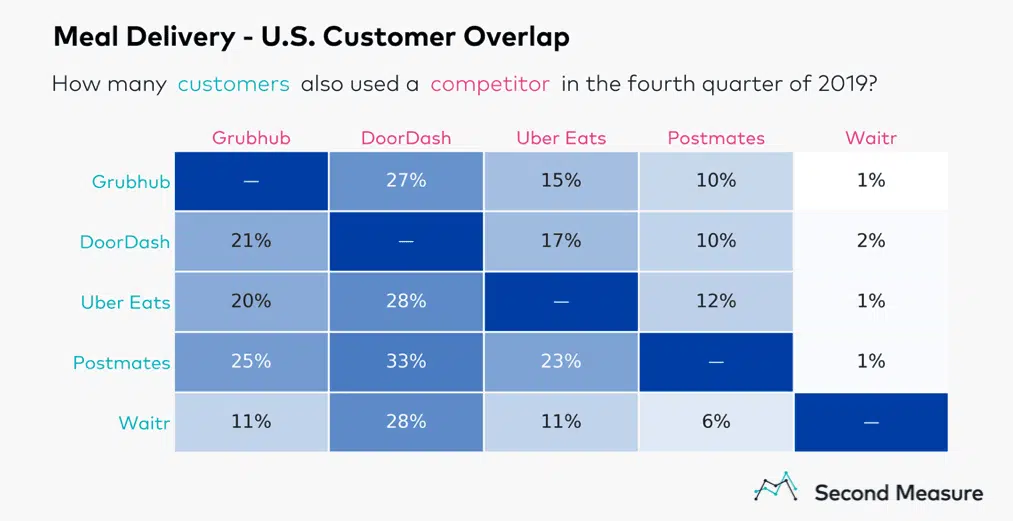 Meal Delivery - U.S. Customer Overlap
How many customers also used a competitor in the fourth quarter of 2019?
Grubhub DoorDash Uber Eats Postmates Waitr
Grubhub — 27% 15% 10% 1%
DoorDash 21% — 17% 10% 2%
Uber Eats 20% 28% — 12% 1%
Postmates 25% 33% 23% — 1%
Waitr 11% 28% 11% 6% —
Second Measure